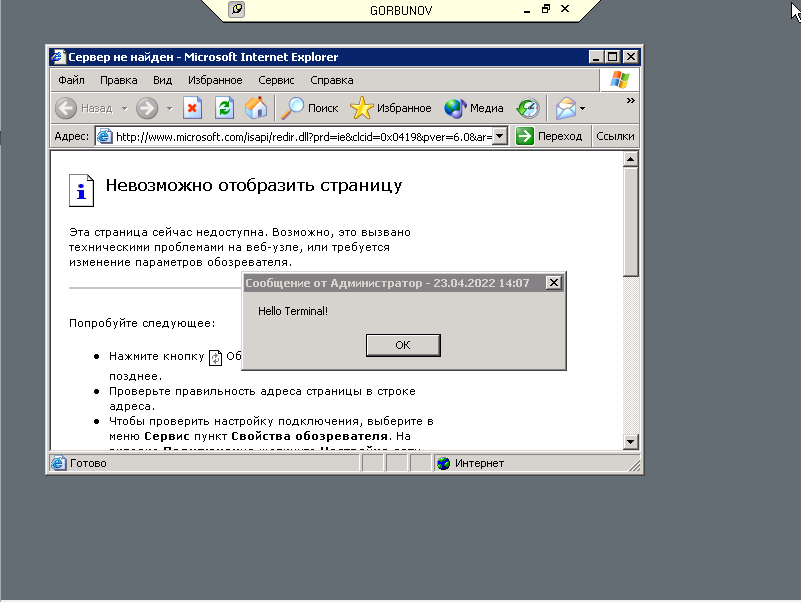 GORBUNOV
Сервер не найден - Microsoft Internet Explorer
Файл Правка Вид Избранное Сервис Справка
Назад Поиск Избранное Медиа »
Адрес: http://www.microsoft.com/isapi/redir.dll?prd=ie&clcid=0x0419&pver=6.0&ar= Переход Ссылки
Невозможно отобразить страницу
Эта страница сейчас недоступна. Возможно, это вызвано
техническими проблемами на веб-узле, или требуется
изменение параметров обозревателя.
Сообщение от Администратор - 23.04.2022 14:07
Hello Terminal!
OK
Попробуйте следующее:
Нажмите кнопку Об
позднее.
Проверьте правильность адреса страницы в строке
адреса.
Чтобы проверить настройку подключения, выберите в
меню Сервис пункт Свойства обозревателя. На
Готово Интернет